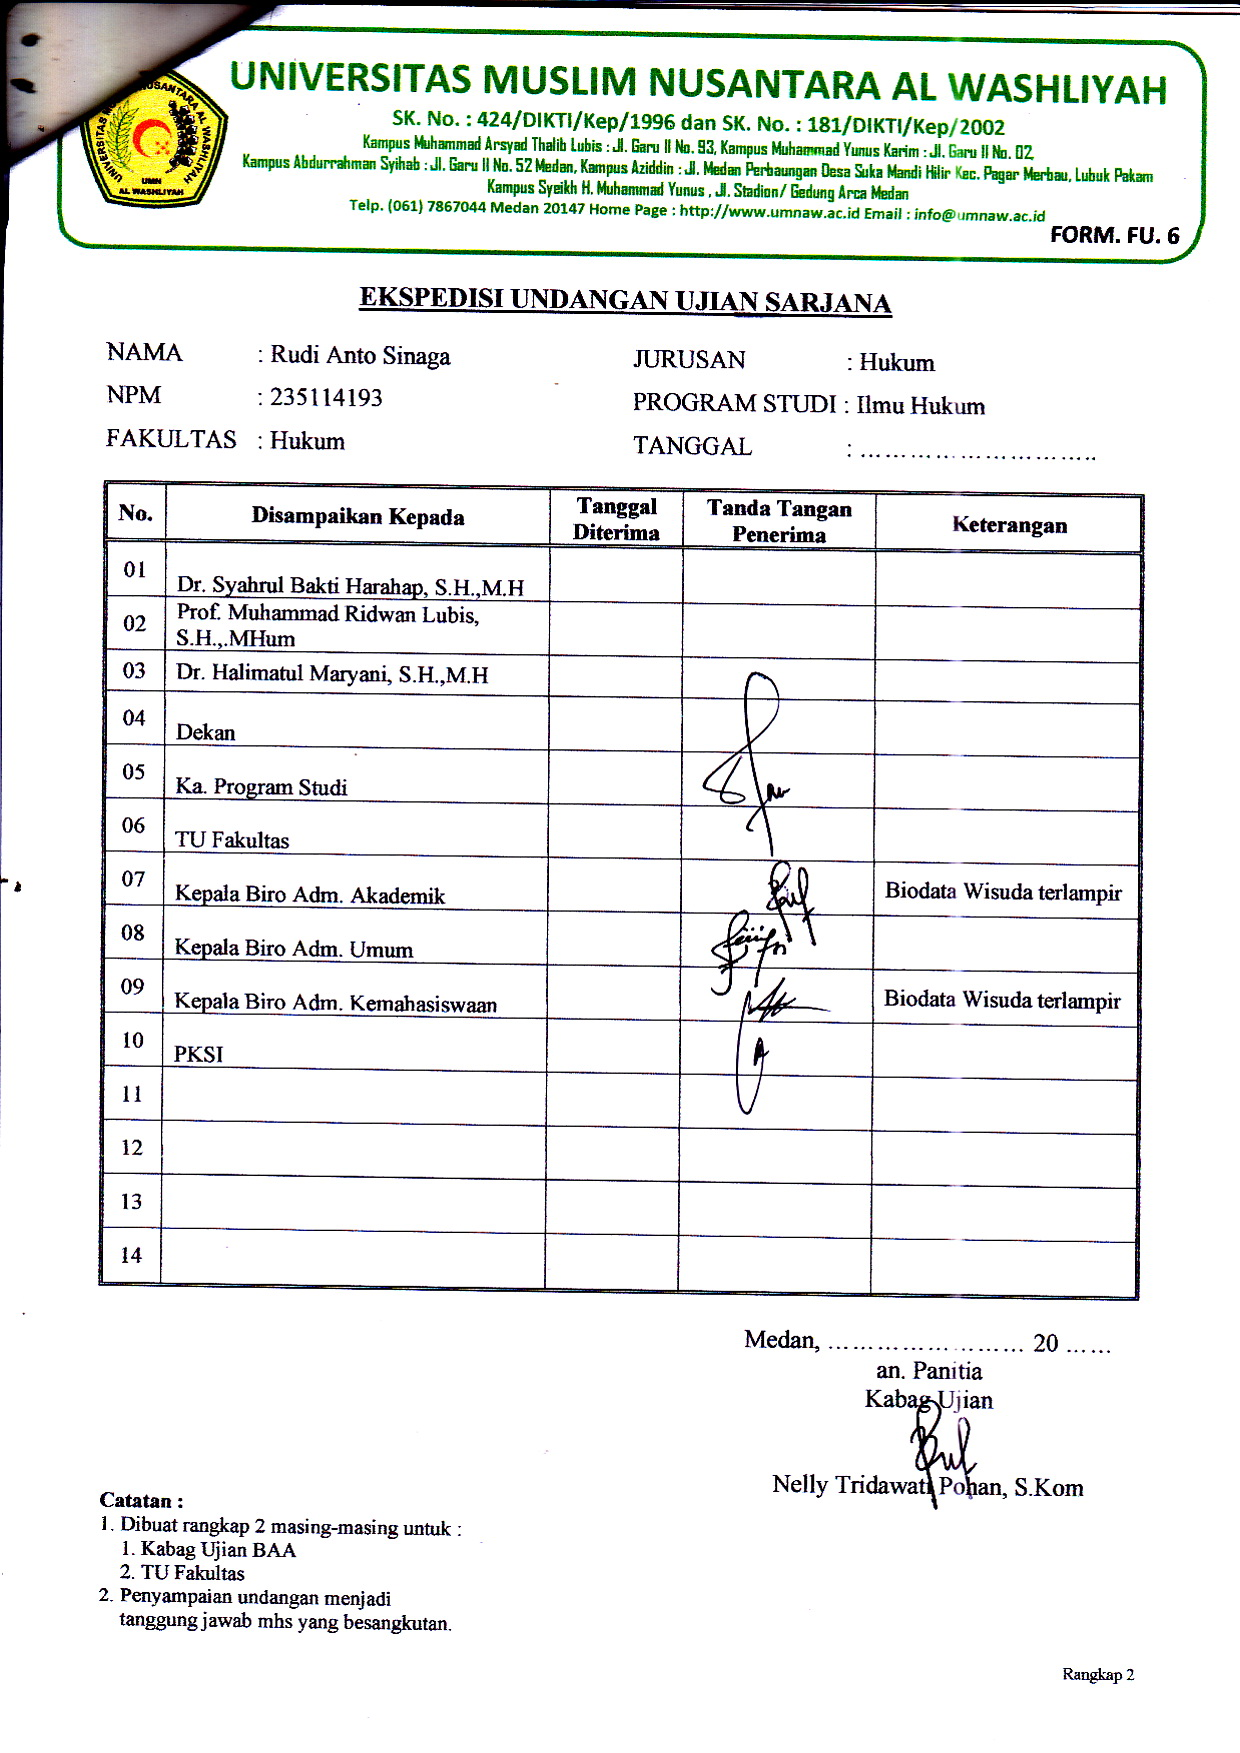 UNIVERSITAS MUSLIM NUSANTARA AL WASHLIYAH
SK. No. : 424/DIKTI/Kep/1996 dan SK. No. : 181/DIKTI/Kep/2002
Kampus Muhammad Arsyad Thalib Lubis : Jl. Garu II No. 93, Kampus Muhammad Yunus Karim : Jl. Garu II No. 02,
Kampus Abdurrahman Syihab : Jl. Garu II No. 52 Medan, Kampus Aziddin : Jl. Medan Perbaungan Desa Suka Mandi Hilir Kec. Pagar Merbau, Lubuk Pakam
Kampus Syeikh H. Muhammad Yunus , Jl. Stadion/ Gedung Arca Medan
Telp. (061) 7867044 Medan 20147 Home Page : http://www.umnaw.ac.id Email : info@umnaw.ac.id
UMN
AL WASHLIYAH
FORM. FU. 6
EKSPEDISI UNDANGAN UJIAN SARJANA
NAMA : Rudi Anto Sinaga JURUSAN : Hukum
NPM : 235114193 PROGRAM STUDI : Ilmu Hukum
FAKULTAS : Hukum TANGGAL : ..............................
No. Disampaikan Kepada Tanggal Diterima Tanda Tangan Penerima Keterangan
01 Dr. Syahrul Bakti Harahap, S.H.,M.H
02 Prof. Muhammad Ridwan Lubis,
S.H.,.MHum
03 Dr. Halimatul Maryani, S.H.,M.H
04 Dekan
05 Ka. Program Studi
06 TU Fakultas
07 Kepala Biro Adm. Akademik Biodata Wisuda terlampir
08 Kepala Biro Adm. Umum
09 Kepala Biro Adm. Kemahasiswaan Biodata Wisuda terlampir
10 PKSI
11
12
13
14
Medan, .............................. 20 ......
an. Panitia
Kabag Ujian
Nelly Tridawati Pohan, S.Kom
Catatan :
1. Dibuat rangkap 2 masing-masing untuk :
1. Kabag Ujian BAA
2. TU Fakultas
2. Penyampaian undangan menjadi
tanggung jawab mhs yang besangkutan.
Rangkap 2